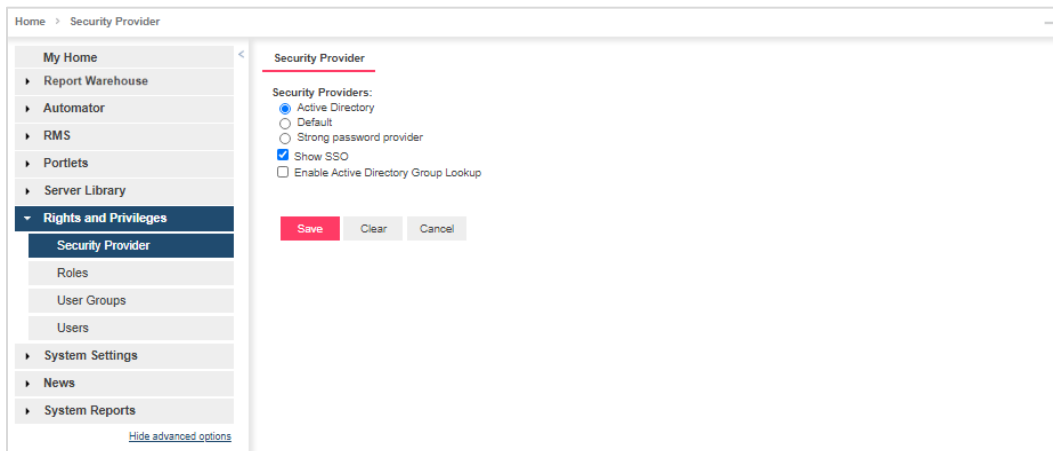 Home > Security Provider
My Home
Report Warehouse
Automator
RMS
Portlets
Server Library
Rights and Privileges
Security Provider
Roles
User Groups
Users
System Settings
News
System Reports
Hide advanced options
Security Provider
Security Providers:
Active Directory
Default
Strong password provider
Show SSO
Enable Active Directory Group Lookup
Save Clear Cancel